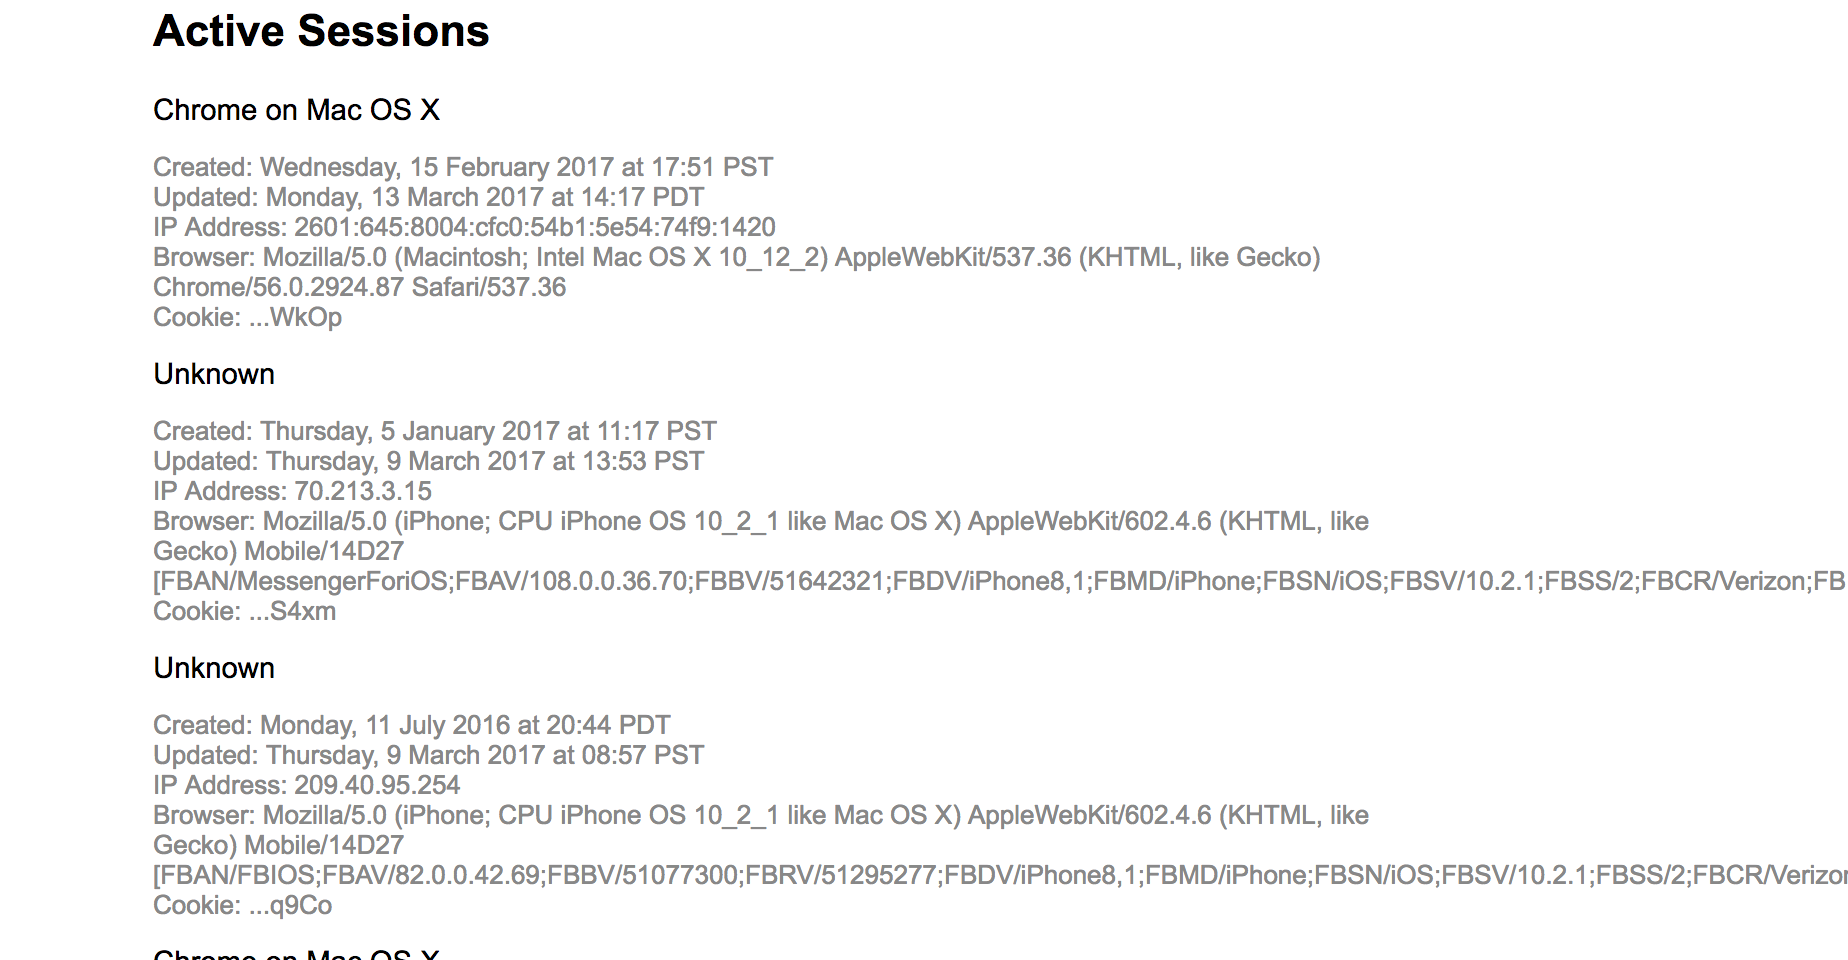 Active Sessions
Chrome on Mac OS X
Created: Wednesday, 15 February 2017 at 17:51 PST
Updated: Monday, 13 March 2017 at 14:17 PDT
IP Address: 2601:645:8004:cfc0:54b1:5e54:74f9:1420
Browser: Mozilla/5.0 (Macintosh; Intel Mac OS X 10_12_2) AppleWebKit/537.36 (KHTML, like Gecko)
Chrome/56.0.2924.87 Safari/537.36
Cookie: ...WkOp
Unknown
Created: Thursday, 5 January 2017 at 11:17 PST
Updated: Thursday, 9 March 2017 at 13:53 PST
IP Address: 70.213.3.15
Browser: Mozilla/5.0 (iPhone; CPU iPhone OS 10_2_1 like Mac OS X) AppleWebKit/602.4.6 (KHTML, like
Gecko) Mobile/14D27
[FBAN/MessengerForiOS;FBAV/108.0.0.36.70;FBBV/51642321;FBDV/iPhone8,1;FBMD/iPhone;FBSN/iOS;FBSV/10.2.1;FBSS/2;FBCR/Verizon;FB
Cookie: ...S4xm
Unknown
Created: Monday, 11 July 2016 at 20:44 PDT
Updated: Thursday, 9 March 2017 at 08:57 PST
IP Address: 209.40.95.254
Browser: Mozilla/5.0 (iPhone; CPU iPhone OS 10_2_1 like Mac OS X) AppleWebKit/602.4.6 (KHTML, like
Gecko) Mobile/14D27
[FBAN/FBIOS;FBAV/82.0.0.42.69;FBBV/51077300;FBRV/51295277;FBDV/iPhone8,1;FBMD/iPhone;FBSN/iOS;FBSV/10.2.1;FBSS/2;FBCR/Verizon
Cookie: ...q9Co
Chrome on Mac OS X